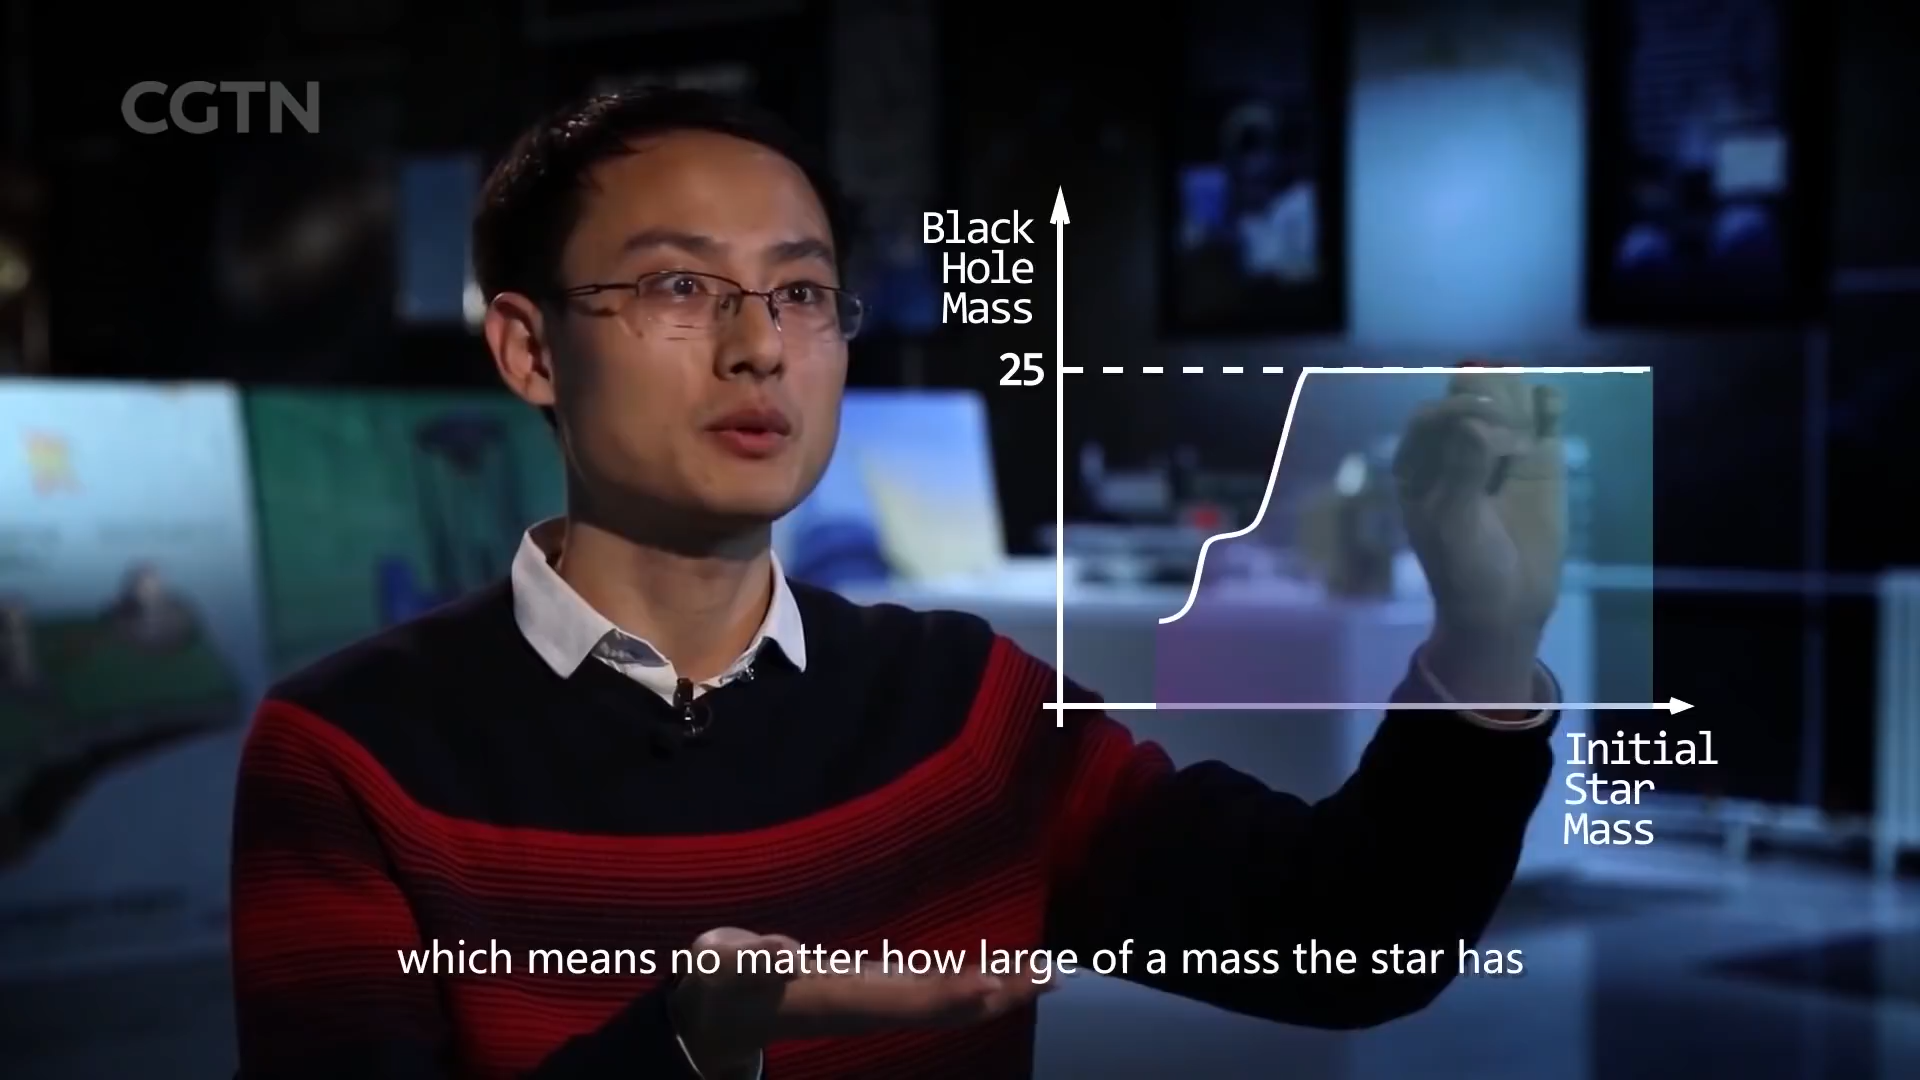 CGTN
Black
Hole
Mass
25
Initial
Star
Mass
which means no matter how large of a mass the star has